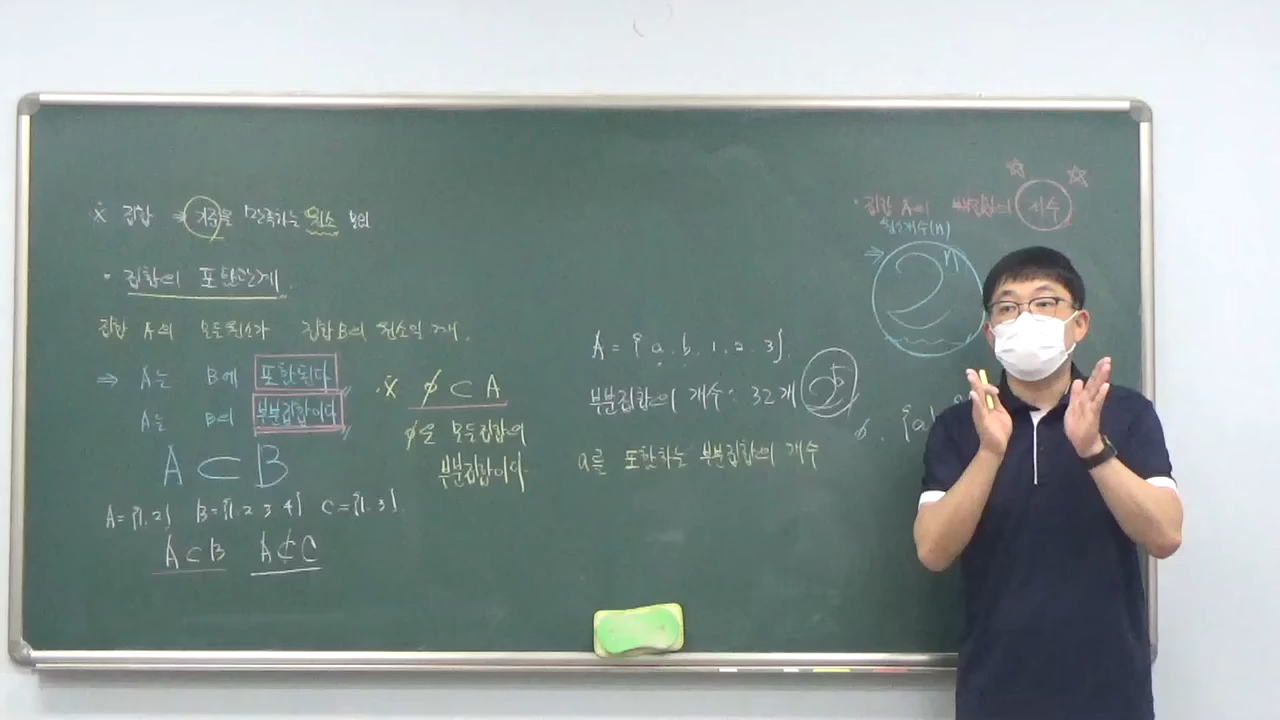 ※ 집합 ⇒ 기준을 만족하는 원소 모임
· 집합의 포함관계.
집합 A의 모든원소가 집합 B의 원소일 때.
⇒ A는 B에 포함된다
A는 B의 부분집합이다
A ⊂ B
A = {1, 2} B = {1, 2 3 4} C = {1, 3}
A ⊂ B A ⊄ C
※ ∅ ⊂ A
∅은 모든집합의
부분집합이다.
A = {a, b, 1, 2, 3}.
부분집합의 개수 : 32개 2⁵
a를 포함하는 부분집합의 개수
· 집합 A의 부분집합의 개수
원소개수(n)
⇒ 2ⁿ
∅, {a}